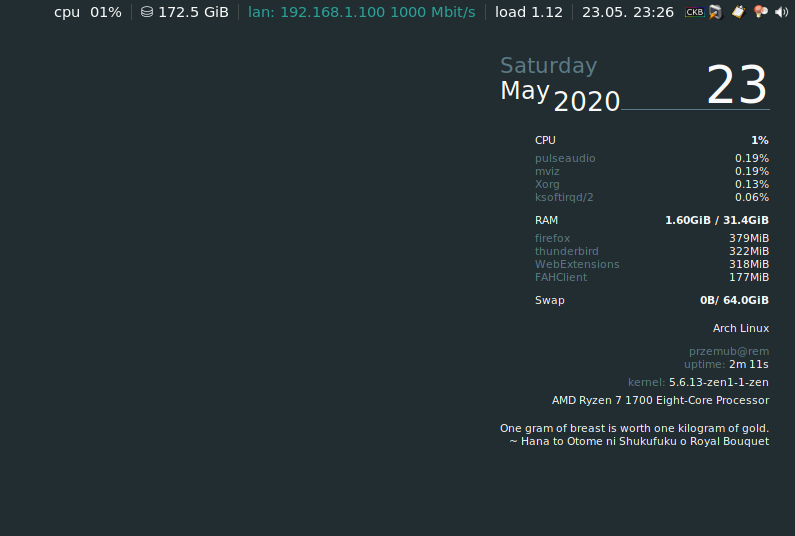 cpu 01% 172.5 GiB lan: 192.168.1.100 1000 Mbit/s load 1.12 23.05. 23:26 CKB
Saturday
May 2020 23
CPU 1%
pulseaudio 0.19%
mviz 0.19%
Xorg 0.13%
ksoftirqd/2 0.06%
RAM 1.60GiB / 31.4GiB
firefox 379MiB
thunderbird 322MiB
WebExtensions 318MiB
FAHClient 177MiB
Swap 0B/ 64.0GiB
Arch Linux
przemub@rem
uptime: 2m 11s
kernel: 5.6.13-zen1-1-zen
AMD Ryzen 7 1700 Eight-Core Processor
One gram of breast is worth one kilogram of gold.
~ Hana to Otome ni Shukufuku o Royal Bouquet